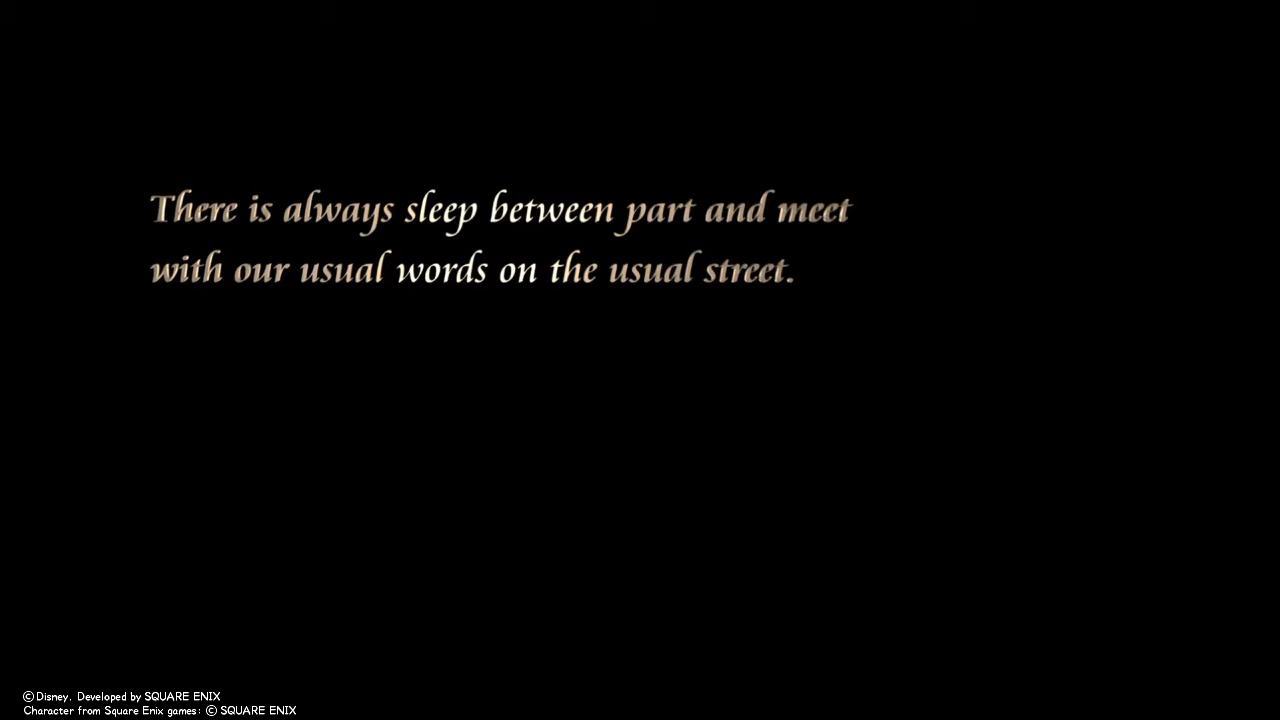 There is always sleep between part and meet
with our usual words on the usual street.
©Disney. Developed by SQUARE ENIX
Character from Square Enix games: © SQUARE ENIX